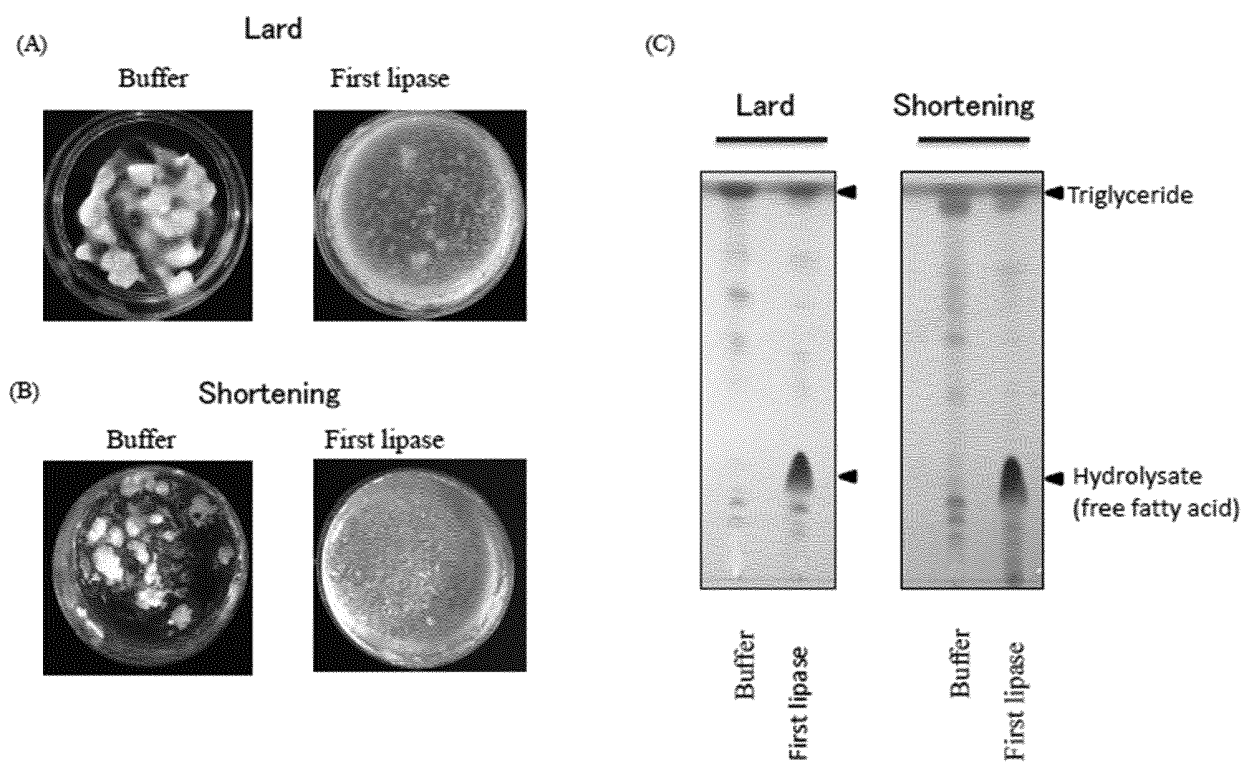 (A)
Lard
Buffer
First lipase
(B)
Shortening
Buffer
First lipase
(C)
Lard
Shortening
Triglyceride
Hydrolysate
(free fatty acid)
Buffer
First lipase
Buffer
First lipase